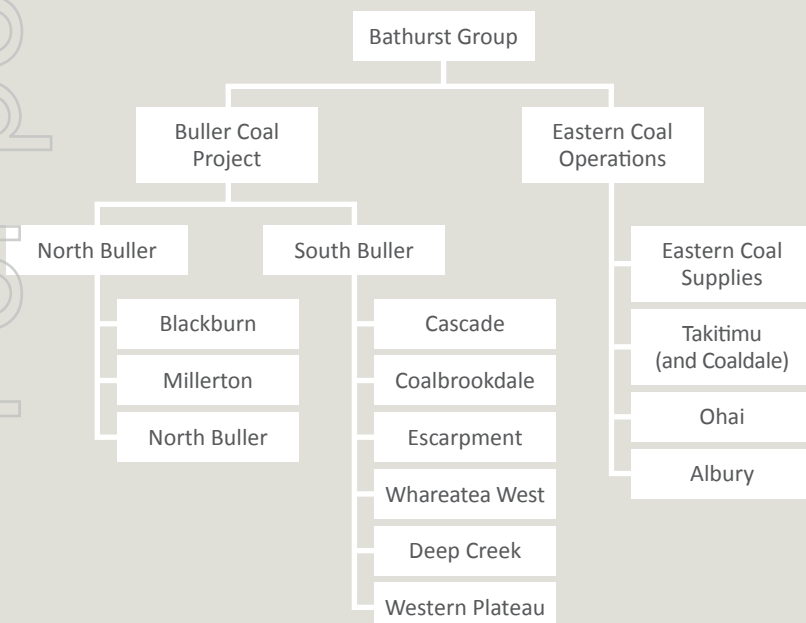 Bathurst Group
Buller Coal
Project
Eastern Coal
Operations
North Buller
South Buller
Blackburn
Millerton
North Buller
Cascade
Coalbrookdale
Escarpment
Whareatea West
Deep Creek
Western Plateau
Eastern Coal
Supplies
Takitimu
(and Coaldale)
Ohai
Albury